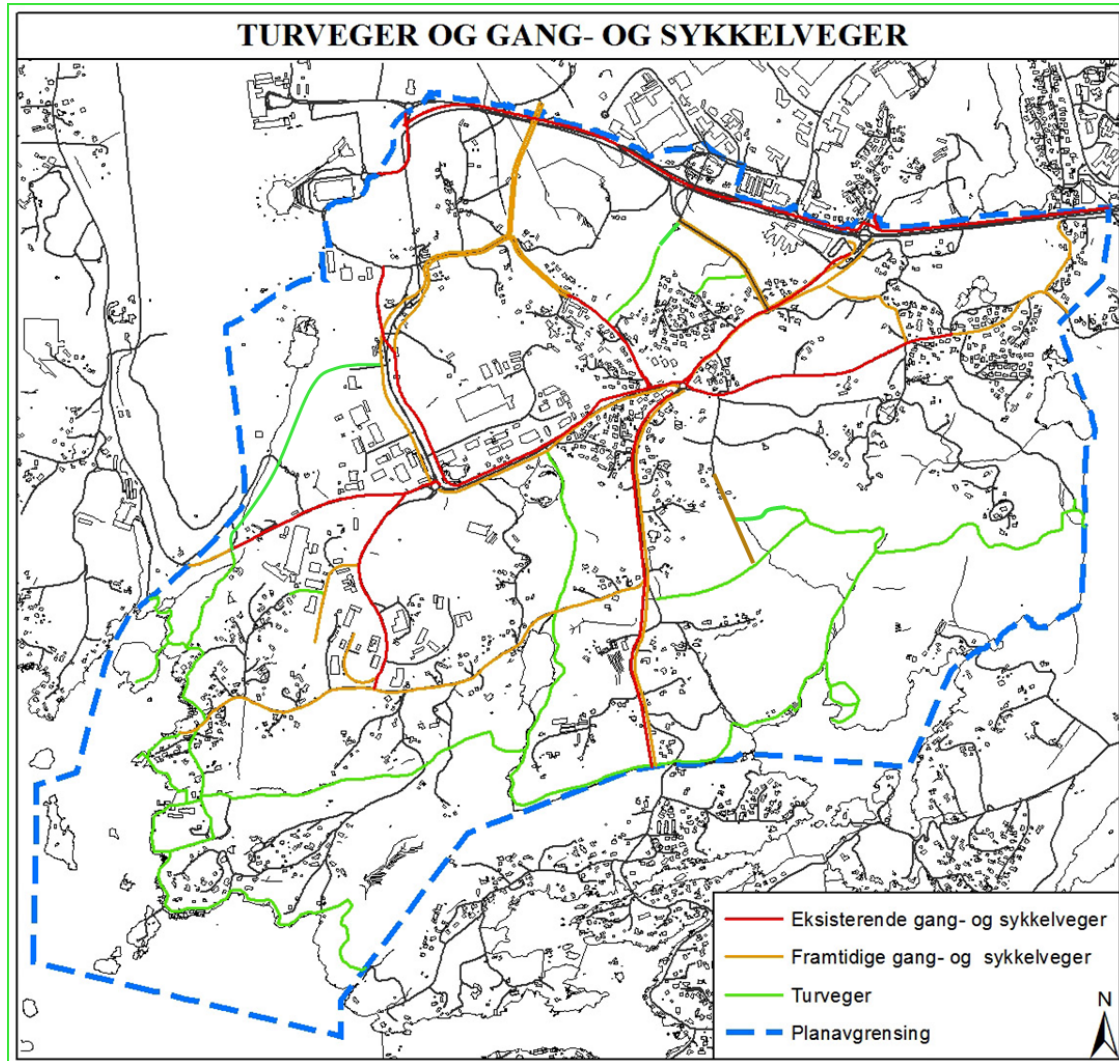 TURVEGER OG GANG- OG SYKKELVEGER
Eksisterende gang- og sykkelveger
Framtidige gang- og sykkelveger
Turveger
Planavgrensing
N